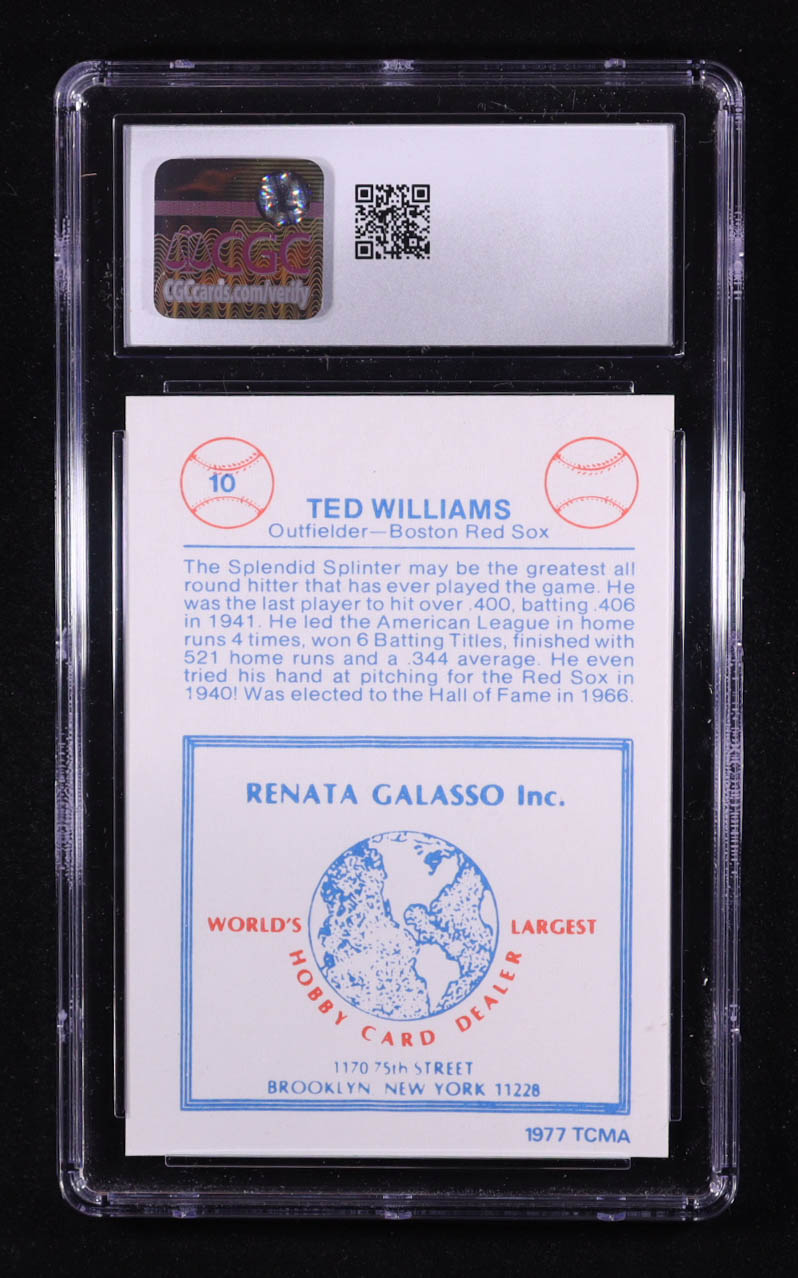 CGC
CGCcards.com/verify
10
TED WILLIAMS
Outfielder—Boston Red Sox
The Splendid Splinter may be the greatest all
round hitter that has ever played the game. He
was the last player to hit over .400, batting .406
in 1941. He led the American League in home
runs 4 times, won 6 Batting Titles, finished with
521 home runs and a .344 average. He even
tried his hand at pitching for the Red Sox in
1940! Was elected to the Hall of Fame in 1966.
RENATA GALASSO Inc.
WORLD'S LARGEST
HOBBY CARD DEALER
1170 75th STREET
BROOKLYN, NEW YORK 11228
1977 TCMA